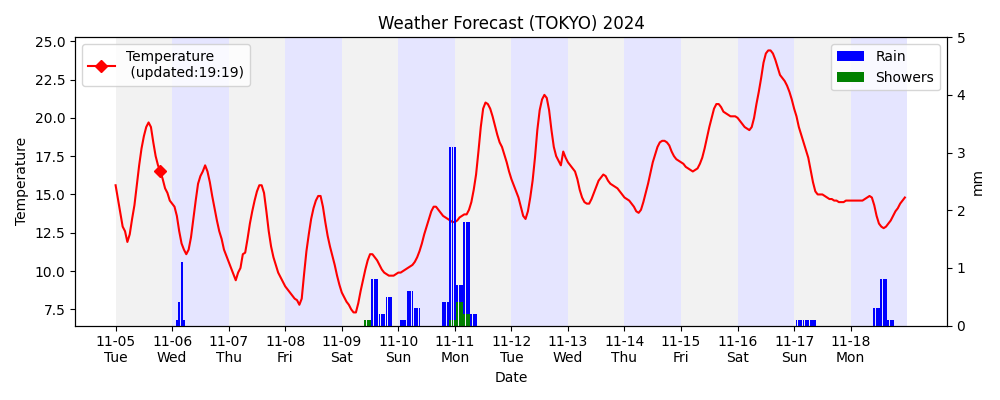 Weather Forecast (TOKYO) 2024
Temperature
(updated:19:19)
Rain
Showers
25.0
22.5
20.0
17.5
15.0
12.5
10.0
7.5
Temperature
5
4
3
2
1
0
mm
11-05 11-06 11-07 11-08 11-09 11-10 11-11 11-12 11-13 11-14 11-15 11-16 11-17 11-18
Tue Wed Thu Fri Sat Sun Mon Tue Wed Thu Fri Sat Sun Mon
Date